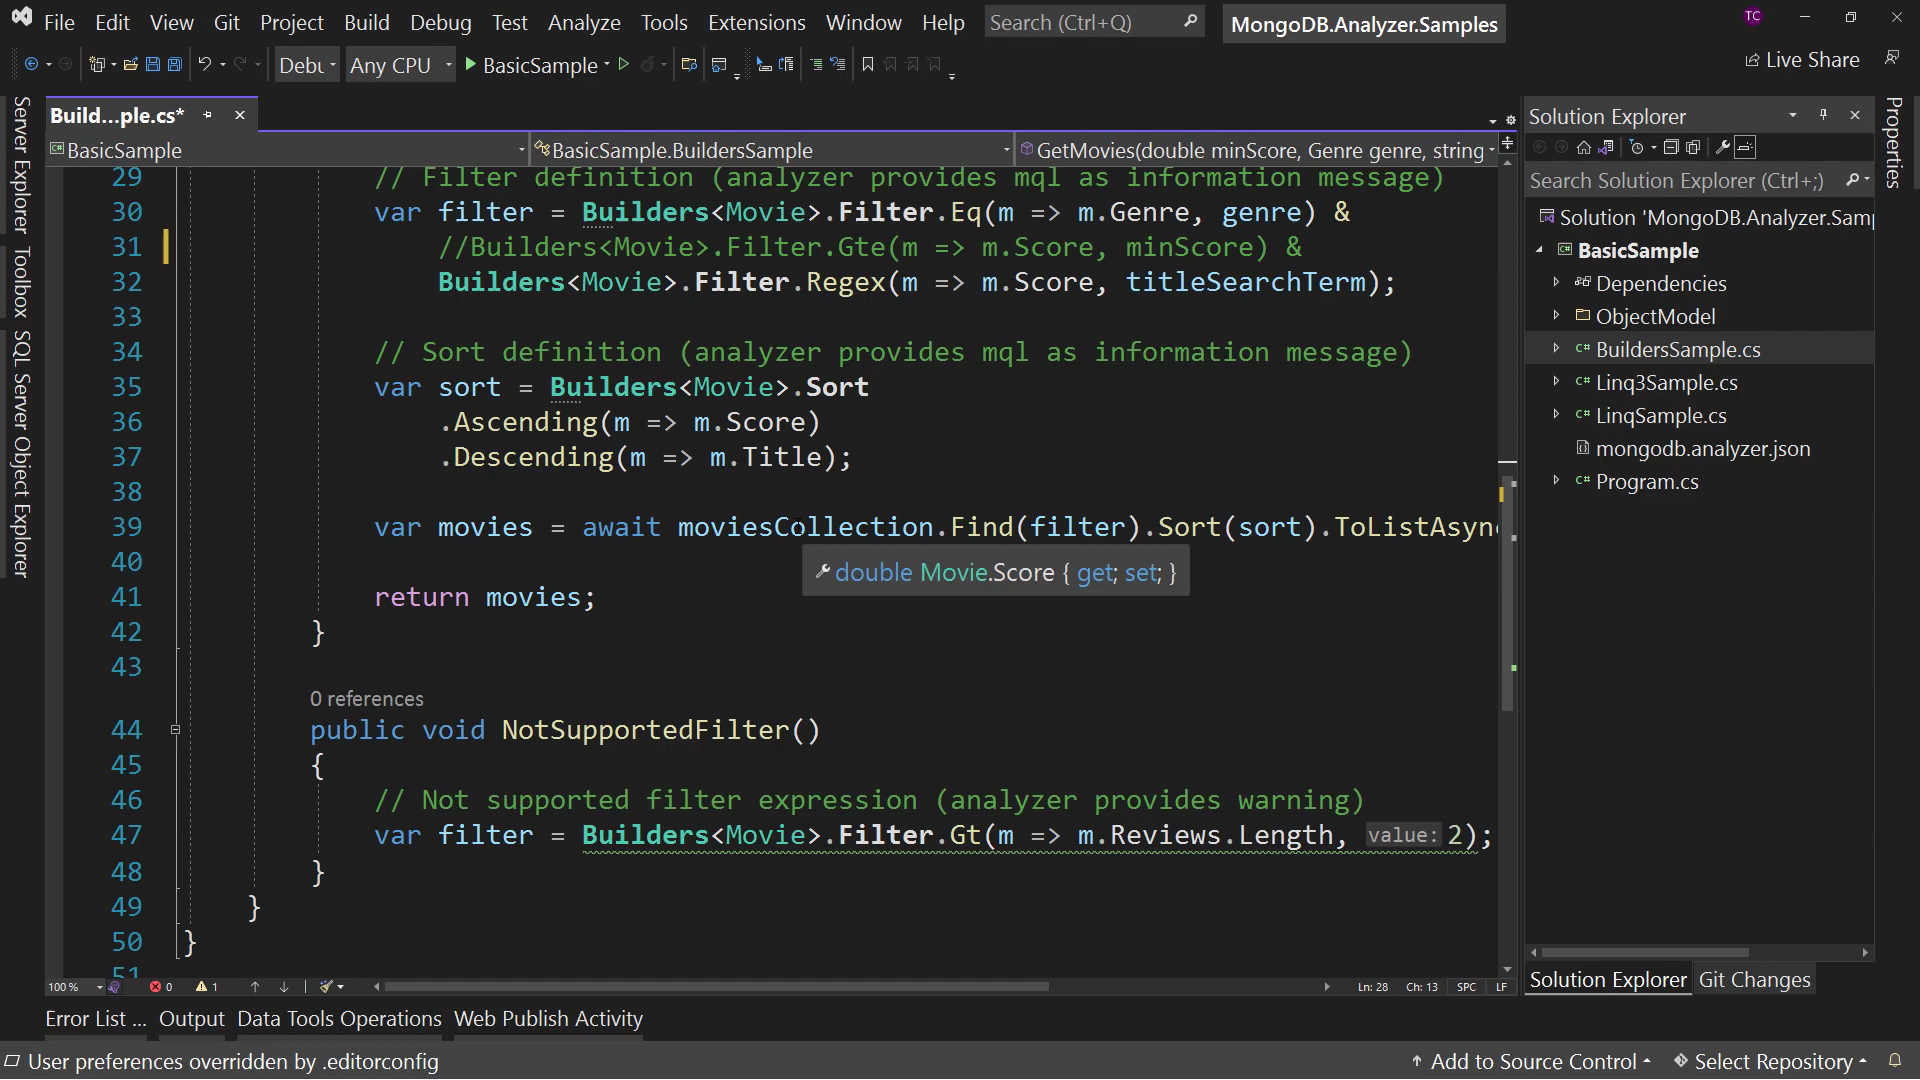 File Edit View Git Project Build Debug Test Analyze Tools Extensions Window Help Search (Ctrl+Q) MongoDB.Analyzer.Samples TC
Debu Any CPU BasicSample Live Share
Server Explorer
Toolbox
SQL Server Object Explorer
Build...ple.cs*
BasicSample BasicSample.BuildersSample GetMovies(double minScore, Genre genre, string
29 // Filter definition (analyzer provides mql as information message)
30 var filter = Builders<Movie>.Filter.Eq(m => m.Genre, genre) &
31 //Builders<Movie>.Filter.Gte(m => m.Score, minScore) &
32 Builders<Movie>.Filter.Regex(m => m.Score, titleSearchTerm);
33
34 // Sort definition (analyzer provides mql as information message)
35 var sort = Builders<Movie>.Sort
36 .Ascending(m => m.Score)
37 .Descending(m => m.Title);
38
39 var movies = await moviesCollection.Find(filter).Sort(sort).ToListAsync
40
double Movie.Score { get; set; }
41 return movies;
42 }
43
0 references
44 public void NotSupportedFilter()
45 {
46 // Not supported filter expression (analyzer provides warning)
47 var filter = Builders<Movie>.Filter.Gt(m => m.Reviews.Length, value: 2);
48 }
49 }
50 }
51
100 % 0 1 Ln: 28 Ch: 13 SPC LF
Solution Explorer
Search Solution Explorer (Ctrl+;)
Solution 'MongoDB.Analyzer.Samp
BasicSample
Dependencies
ObjectModel
BuildersSample.cs
Linq3Sample.cs
LinqSample.cs
mongodb.analyzer.json
Program.cs
Solution Explorer Git Changes
Properties
Error List ... Output Data Tools Operations Web Publish Activity
User preferences overridden by .editorconfig Add to Source Control Select Repository